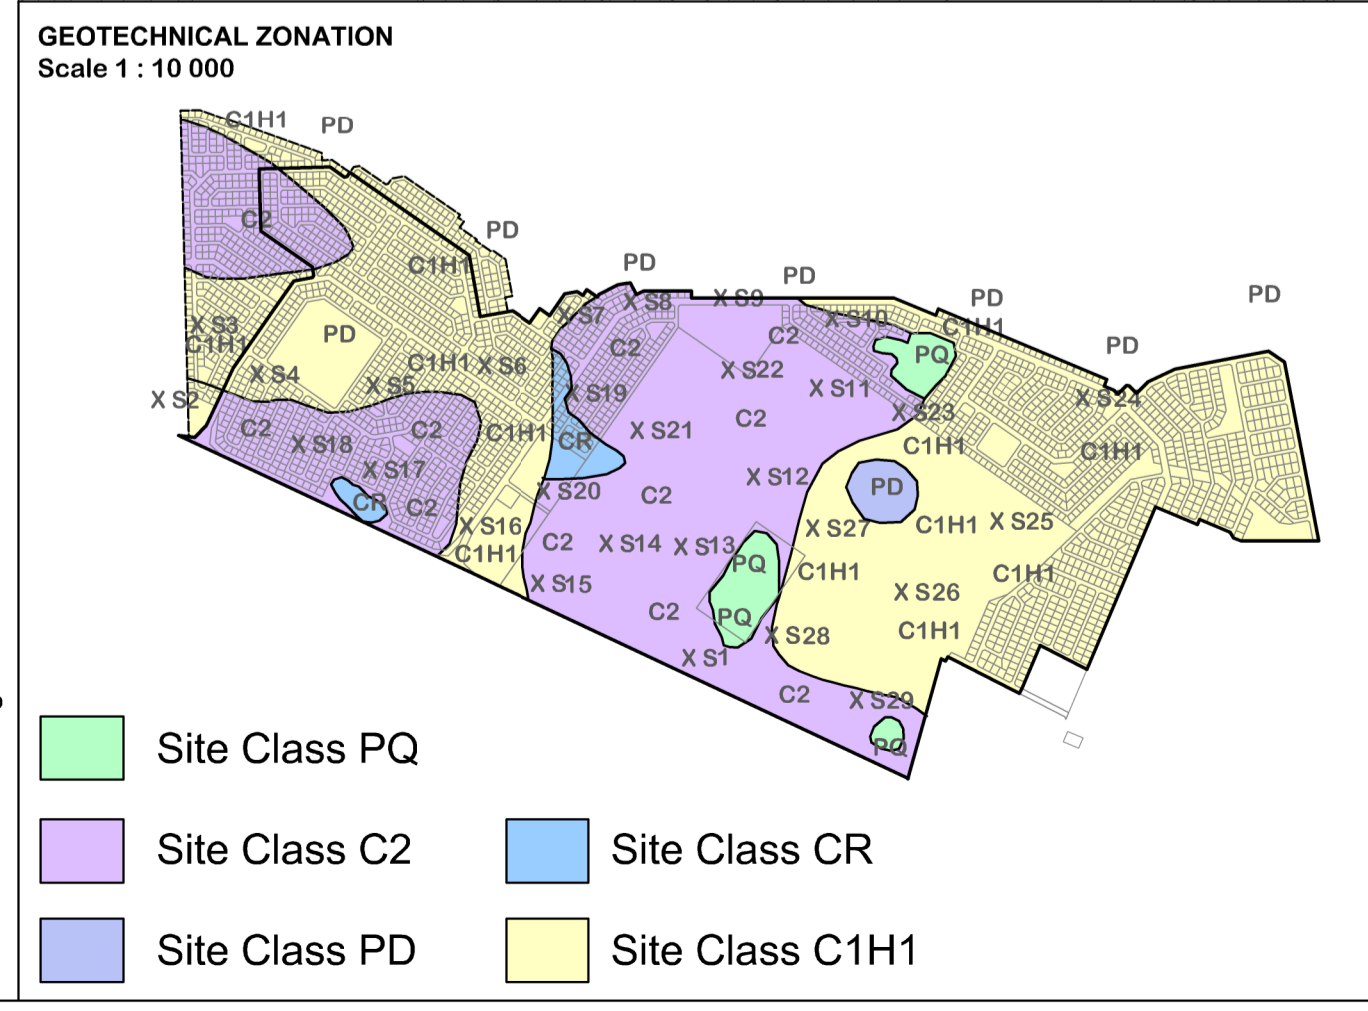 GEOTECHNICAL ZONATION
Scale 1 : 10 000
C1H1
PD
C2
PD
C1H1
PD
PD
PD
PD
PD
X S3
C1H1
PD
X S7
X S8
X S9
X S10
C1H1
C2
C2
PQ
PD
X S4
C1H1
X S6
X S5
X S2
X S19
X S22
X S11
X S24
X S23
C2
C2
X S18
C2
C1H1
CR
X S21
C2
C1H1
C1H1
X S17
CR
C2
X S20
C2
X S12
PD
X S16
C1H1
C2
X S14
X S13
X S27
C1H1
X S25
X S15
PQ
C1H1
C1H1
C2
PQ
X S26
X S28
C1H1
X S1
C2
X S29
PQ
Site Class PQ
Site Class C2
Site Class CR
Site Class PD
Site Class C1H1